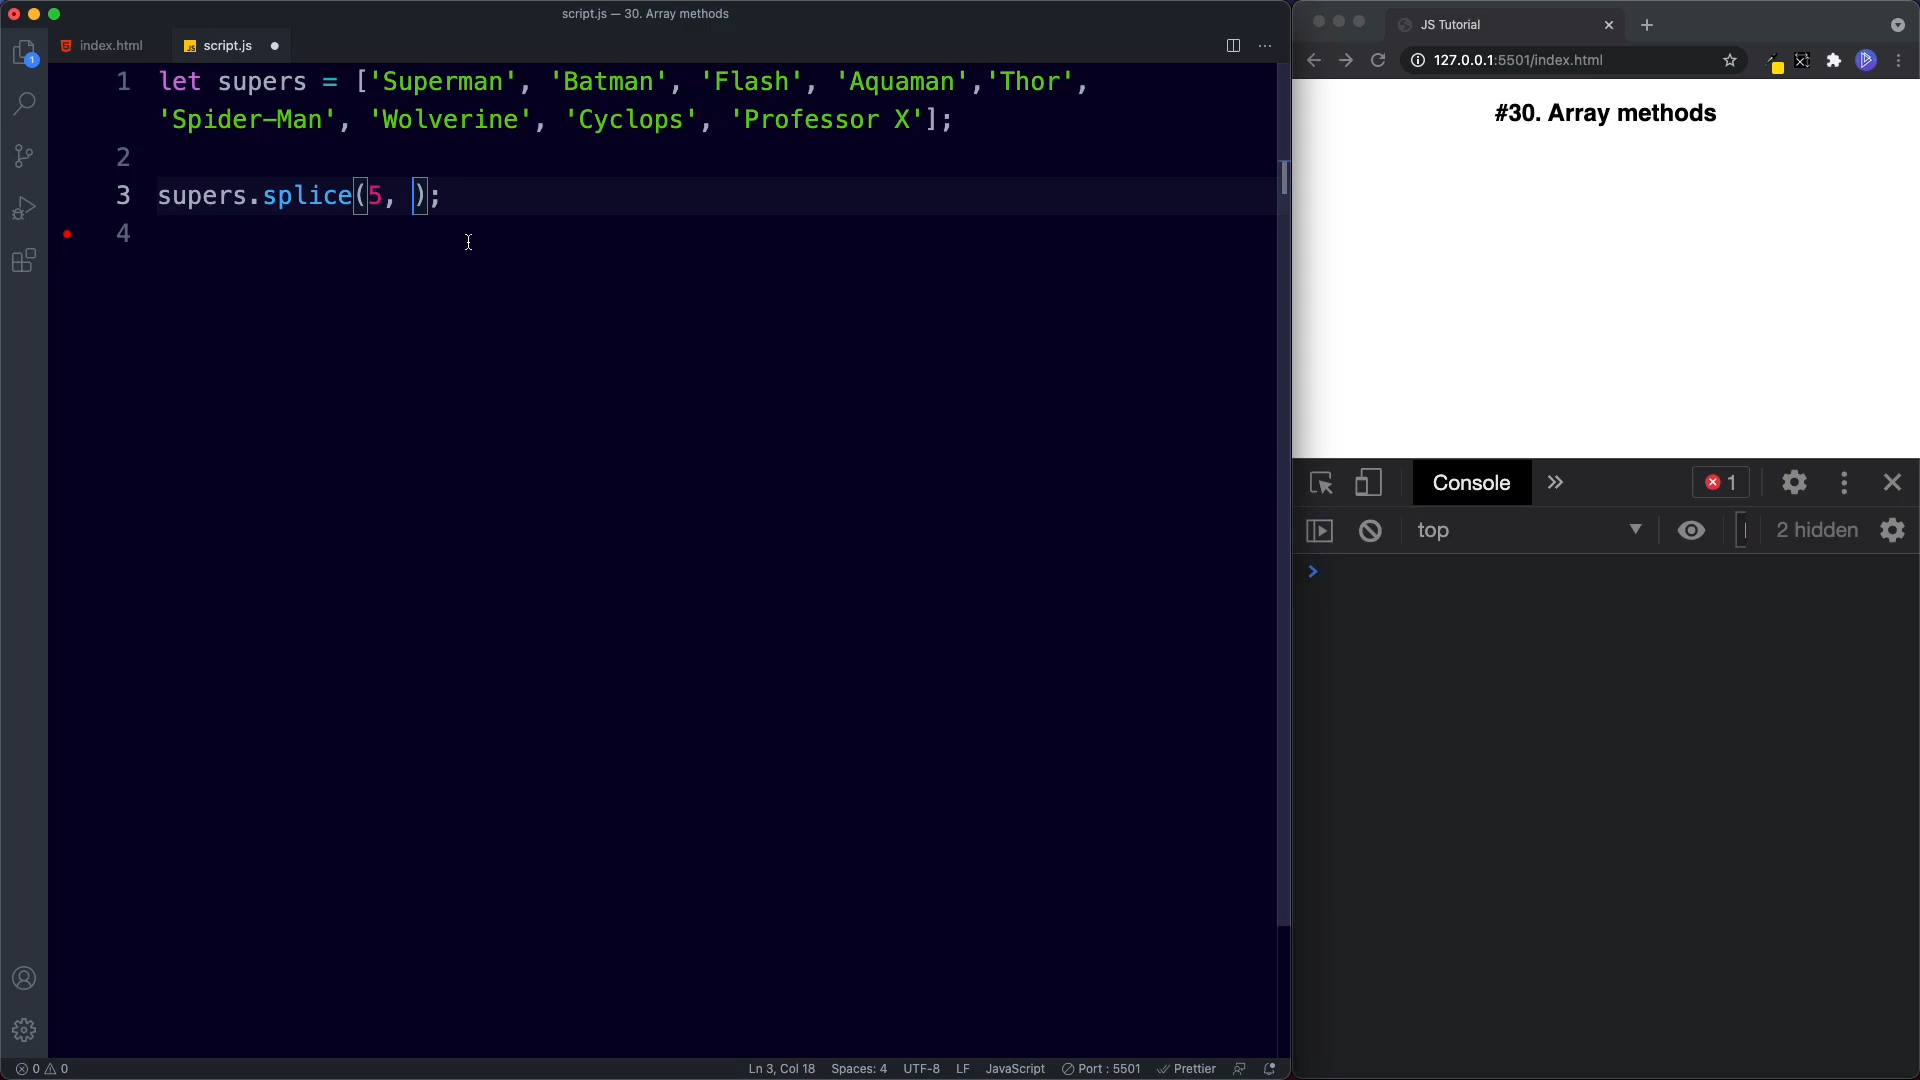 script.js — 30. Array methods
index.html
script.js
1 let supers = ['Superman', 'Batman', 'Flash', 'Aquaman','Thor',
'Spider-Man', 'Wolverine', 'Cyclops', 'Professor X'];
2
3 supers.splice(5, );
4
1
0 0
Ln 3, Col 18 Spaces: 4 UTF-8 LF JavaScript Port : 5501 Prettier
JS Tutorial
127.0.0.1:5501/index.html
#30. Array methods
Console
1
top
2 hidden